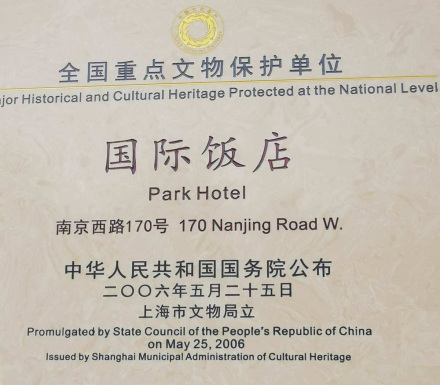 全国重点文物保护单位
jor Historical and Cultural Heritage Protected at the National Level
国际饭店
Park Hotel
南京西路170号 170 Nanjing Road W.
中华人民共和国国务院公布
二〇〇六年五月二十五日
上海市文物局立
Promulgated by State Council of the People's Republic of China
on May 25, 2006
Issued by Shanghai Municipal Administration of Cultural Heritage